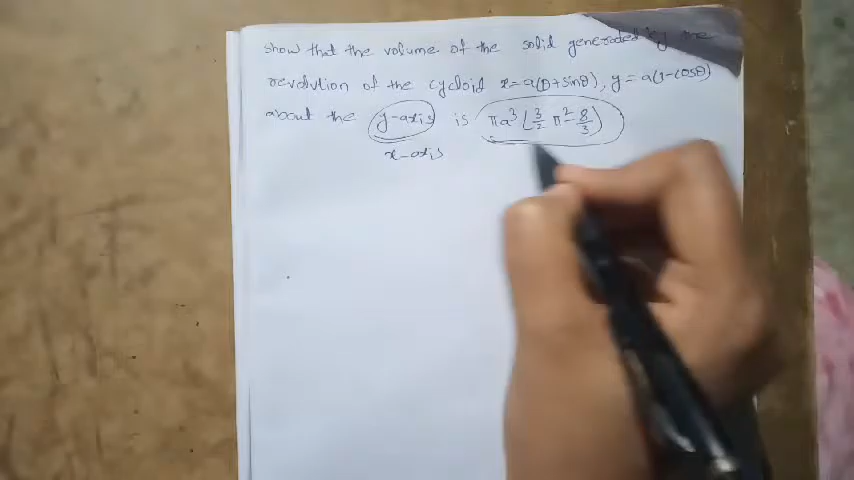 show that the volume of the solid generated by the
revolution of the cycloid x=a(θ+sinθ), y=a(1-cosθ)
about the y-axis is πa³(3/2 π²-8/3)
x-axis